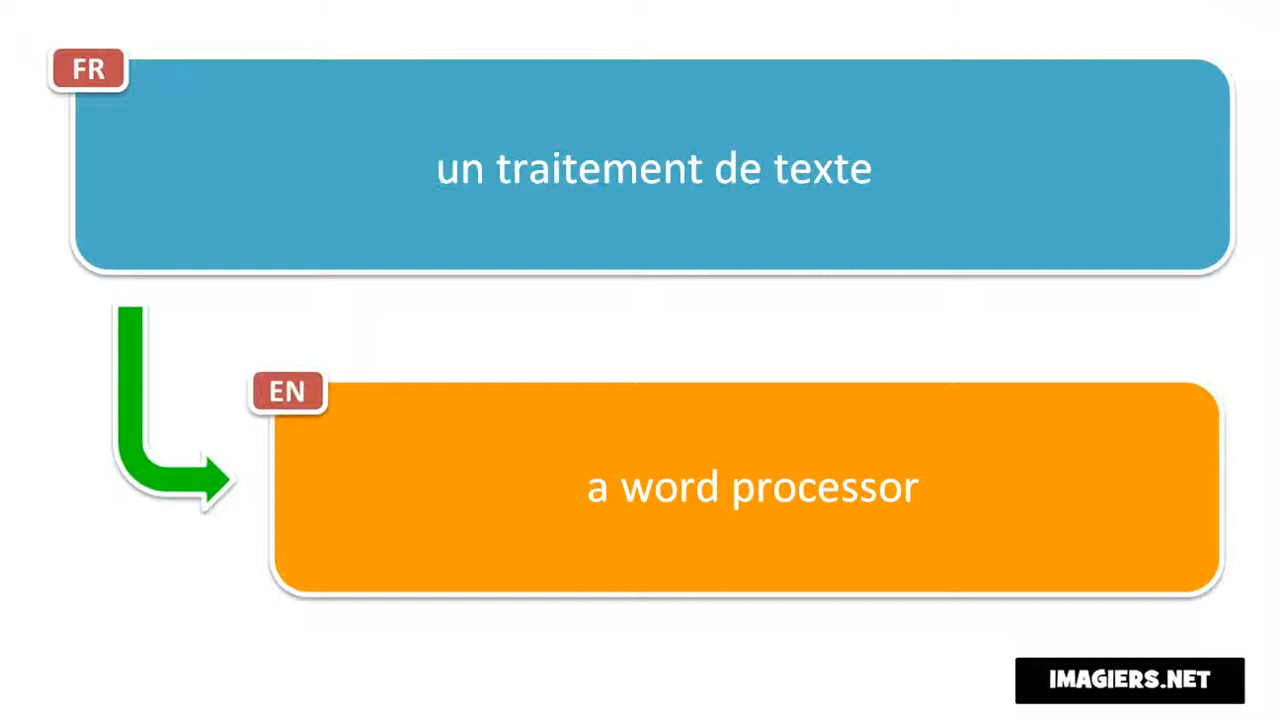 FR
un traitement de texte
EN
a word processor
IMAGIERS.NET